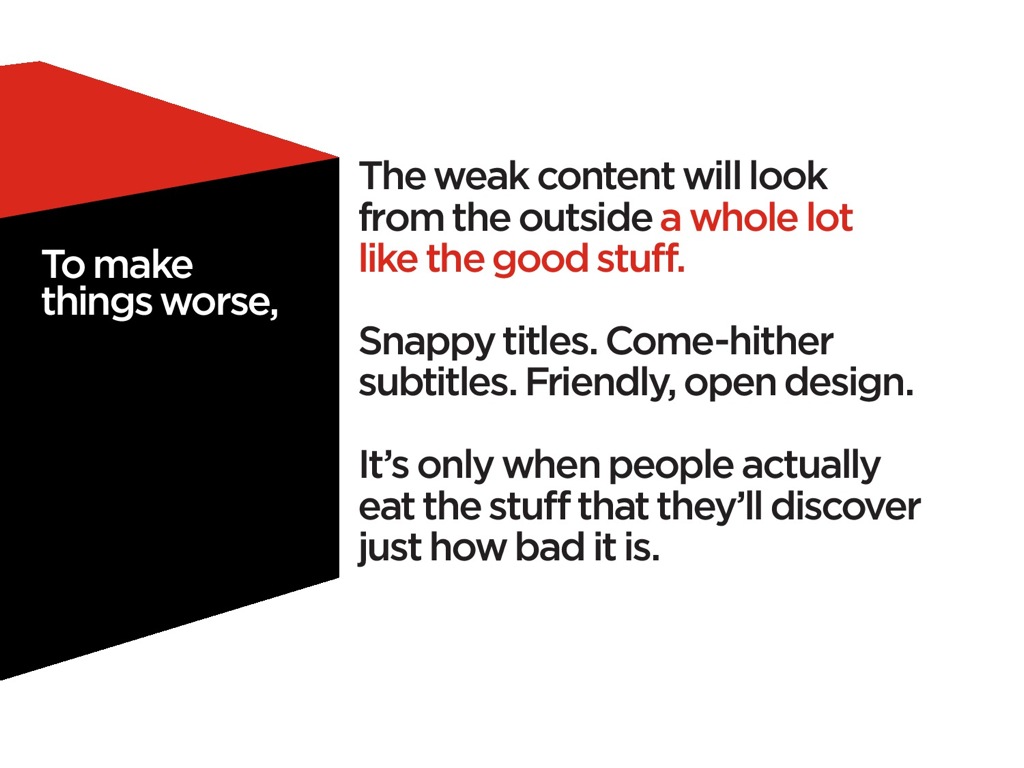 To make
things worse,
The weak content will look
from the outside a whole lot
like the good stuff.
Snappy titles. Come-hither
subtitles. Friendly, open design.
It’s only when people actually
eat the stuff that they’ll discover
just how bad it is.